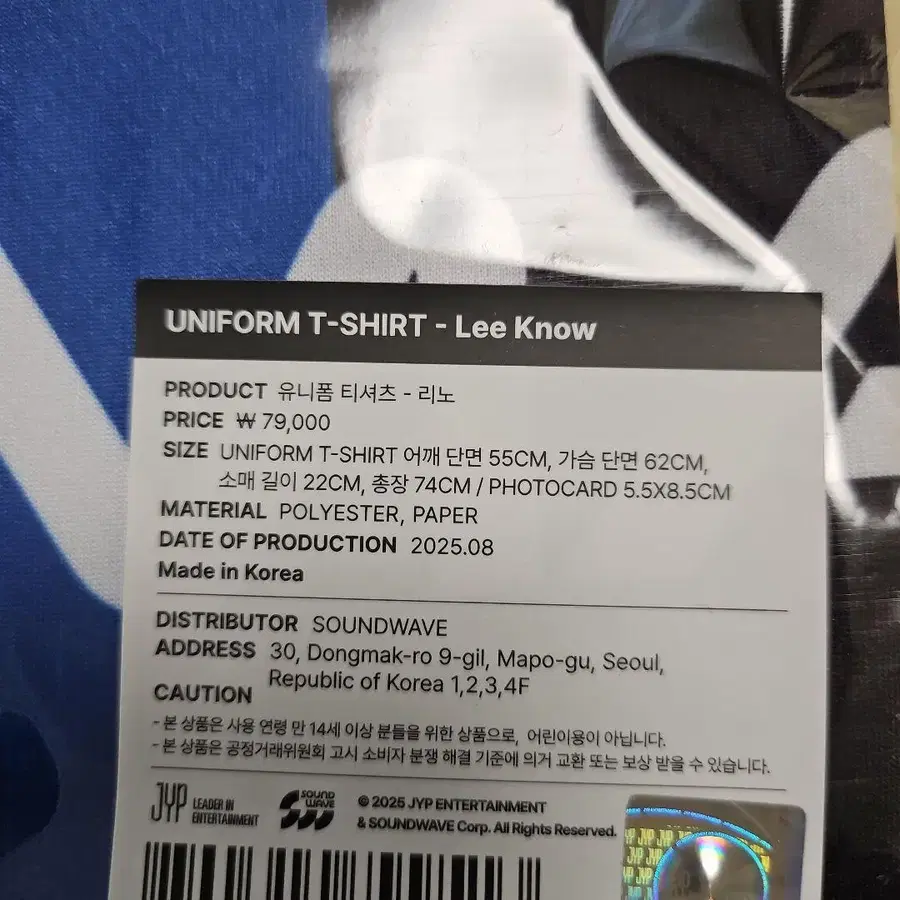 UNIFORM T-SHIRT - Lee Know
PRODUCT 유니폼 티셔츠 - 리노
PRICE ₩ 79,000
SIZE UNIFORM T-SHIRT 어깨 단면 55CM, 가슴 단면 62CM,
소매 길이 22CM, 총장 74CM / PHOTOCARD 5.5X8.5CM
MATERIAL POLYESTER, PAPER
DATE OF PRODUCTION 2025.08
Made in Korea
DISTRIBUTOR SOUNDWAVE
ADDRESS 30, Dongmak-ro 9-gil, Mapo-gu, Seoul,
Republic of Korea 1,2,3,4F
CAUTION
- 본 상품은 사용 연령 만 14세 이상 분들을 위한 상품으로, 어린이용이 아닙니다.
- 본 상품은 공정거래위원회 고시 소비자 분쟁 해결 기준에 의거 교환 또는 보상 받을 수 있습니다.
JYP LEADER IN
ENTERTAINMENT
SOUND
WAVE
© 2025 JYP ENTERTAINMENT
& SOUNDWAVE Corp. All Rights Reserved.
JYP JYP JYP